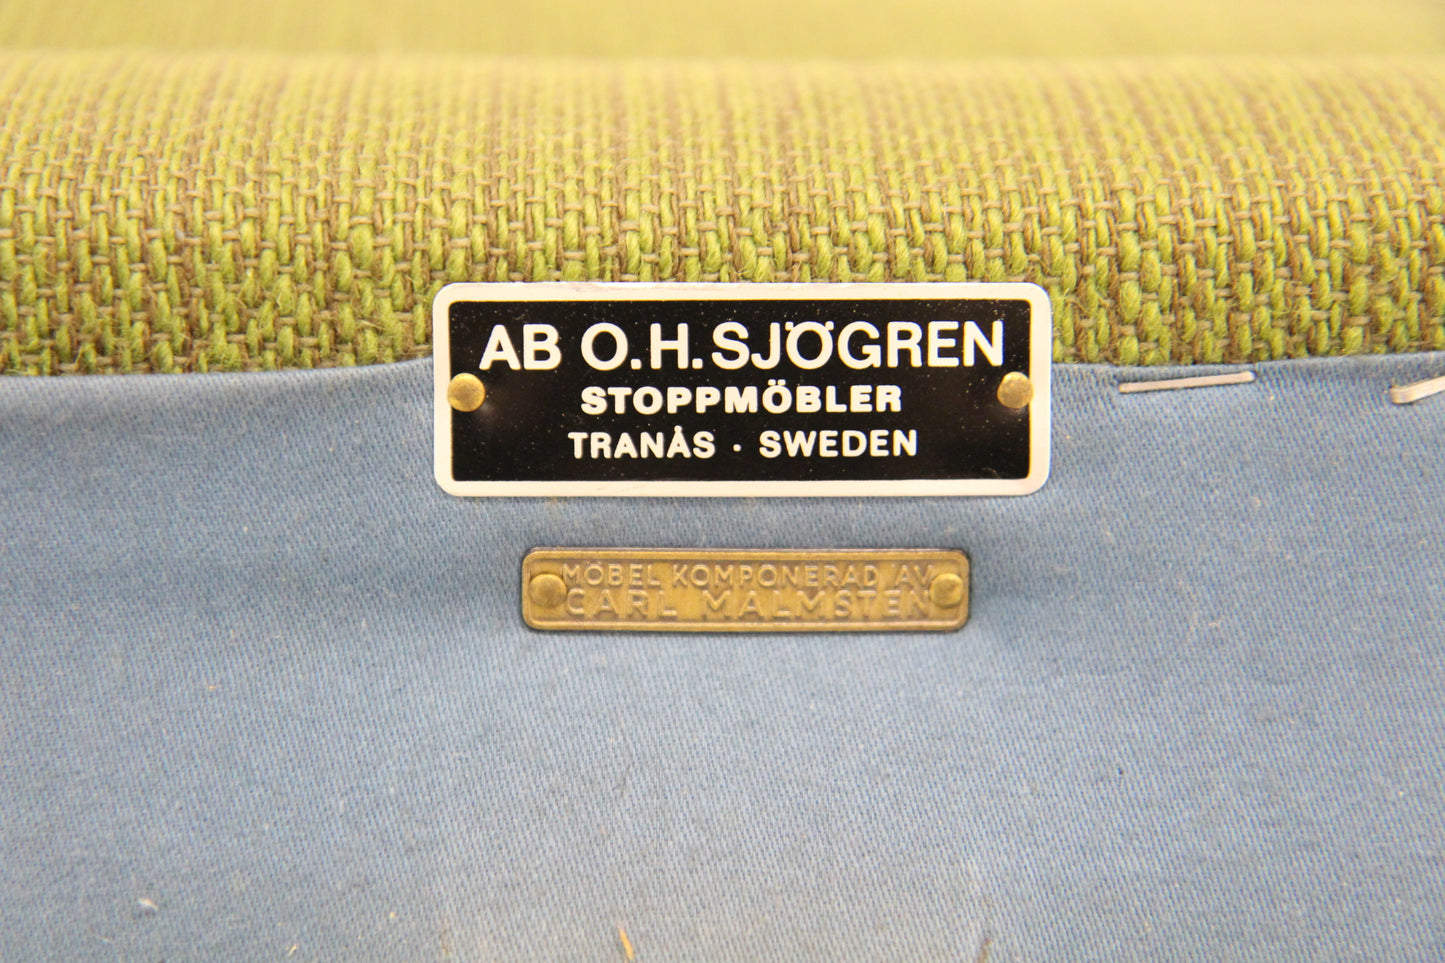 AB O.H. SJÖGREN
STOPPMÖBLER
TRANÅS · SWEDEN
MÖBEL KOMPONERAD AV
CARL MALMSTEN